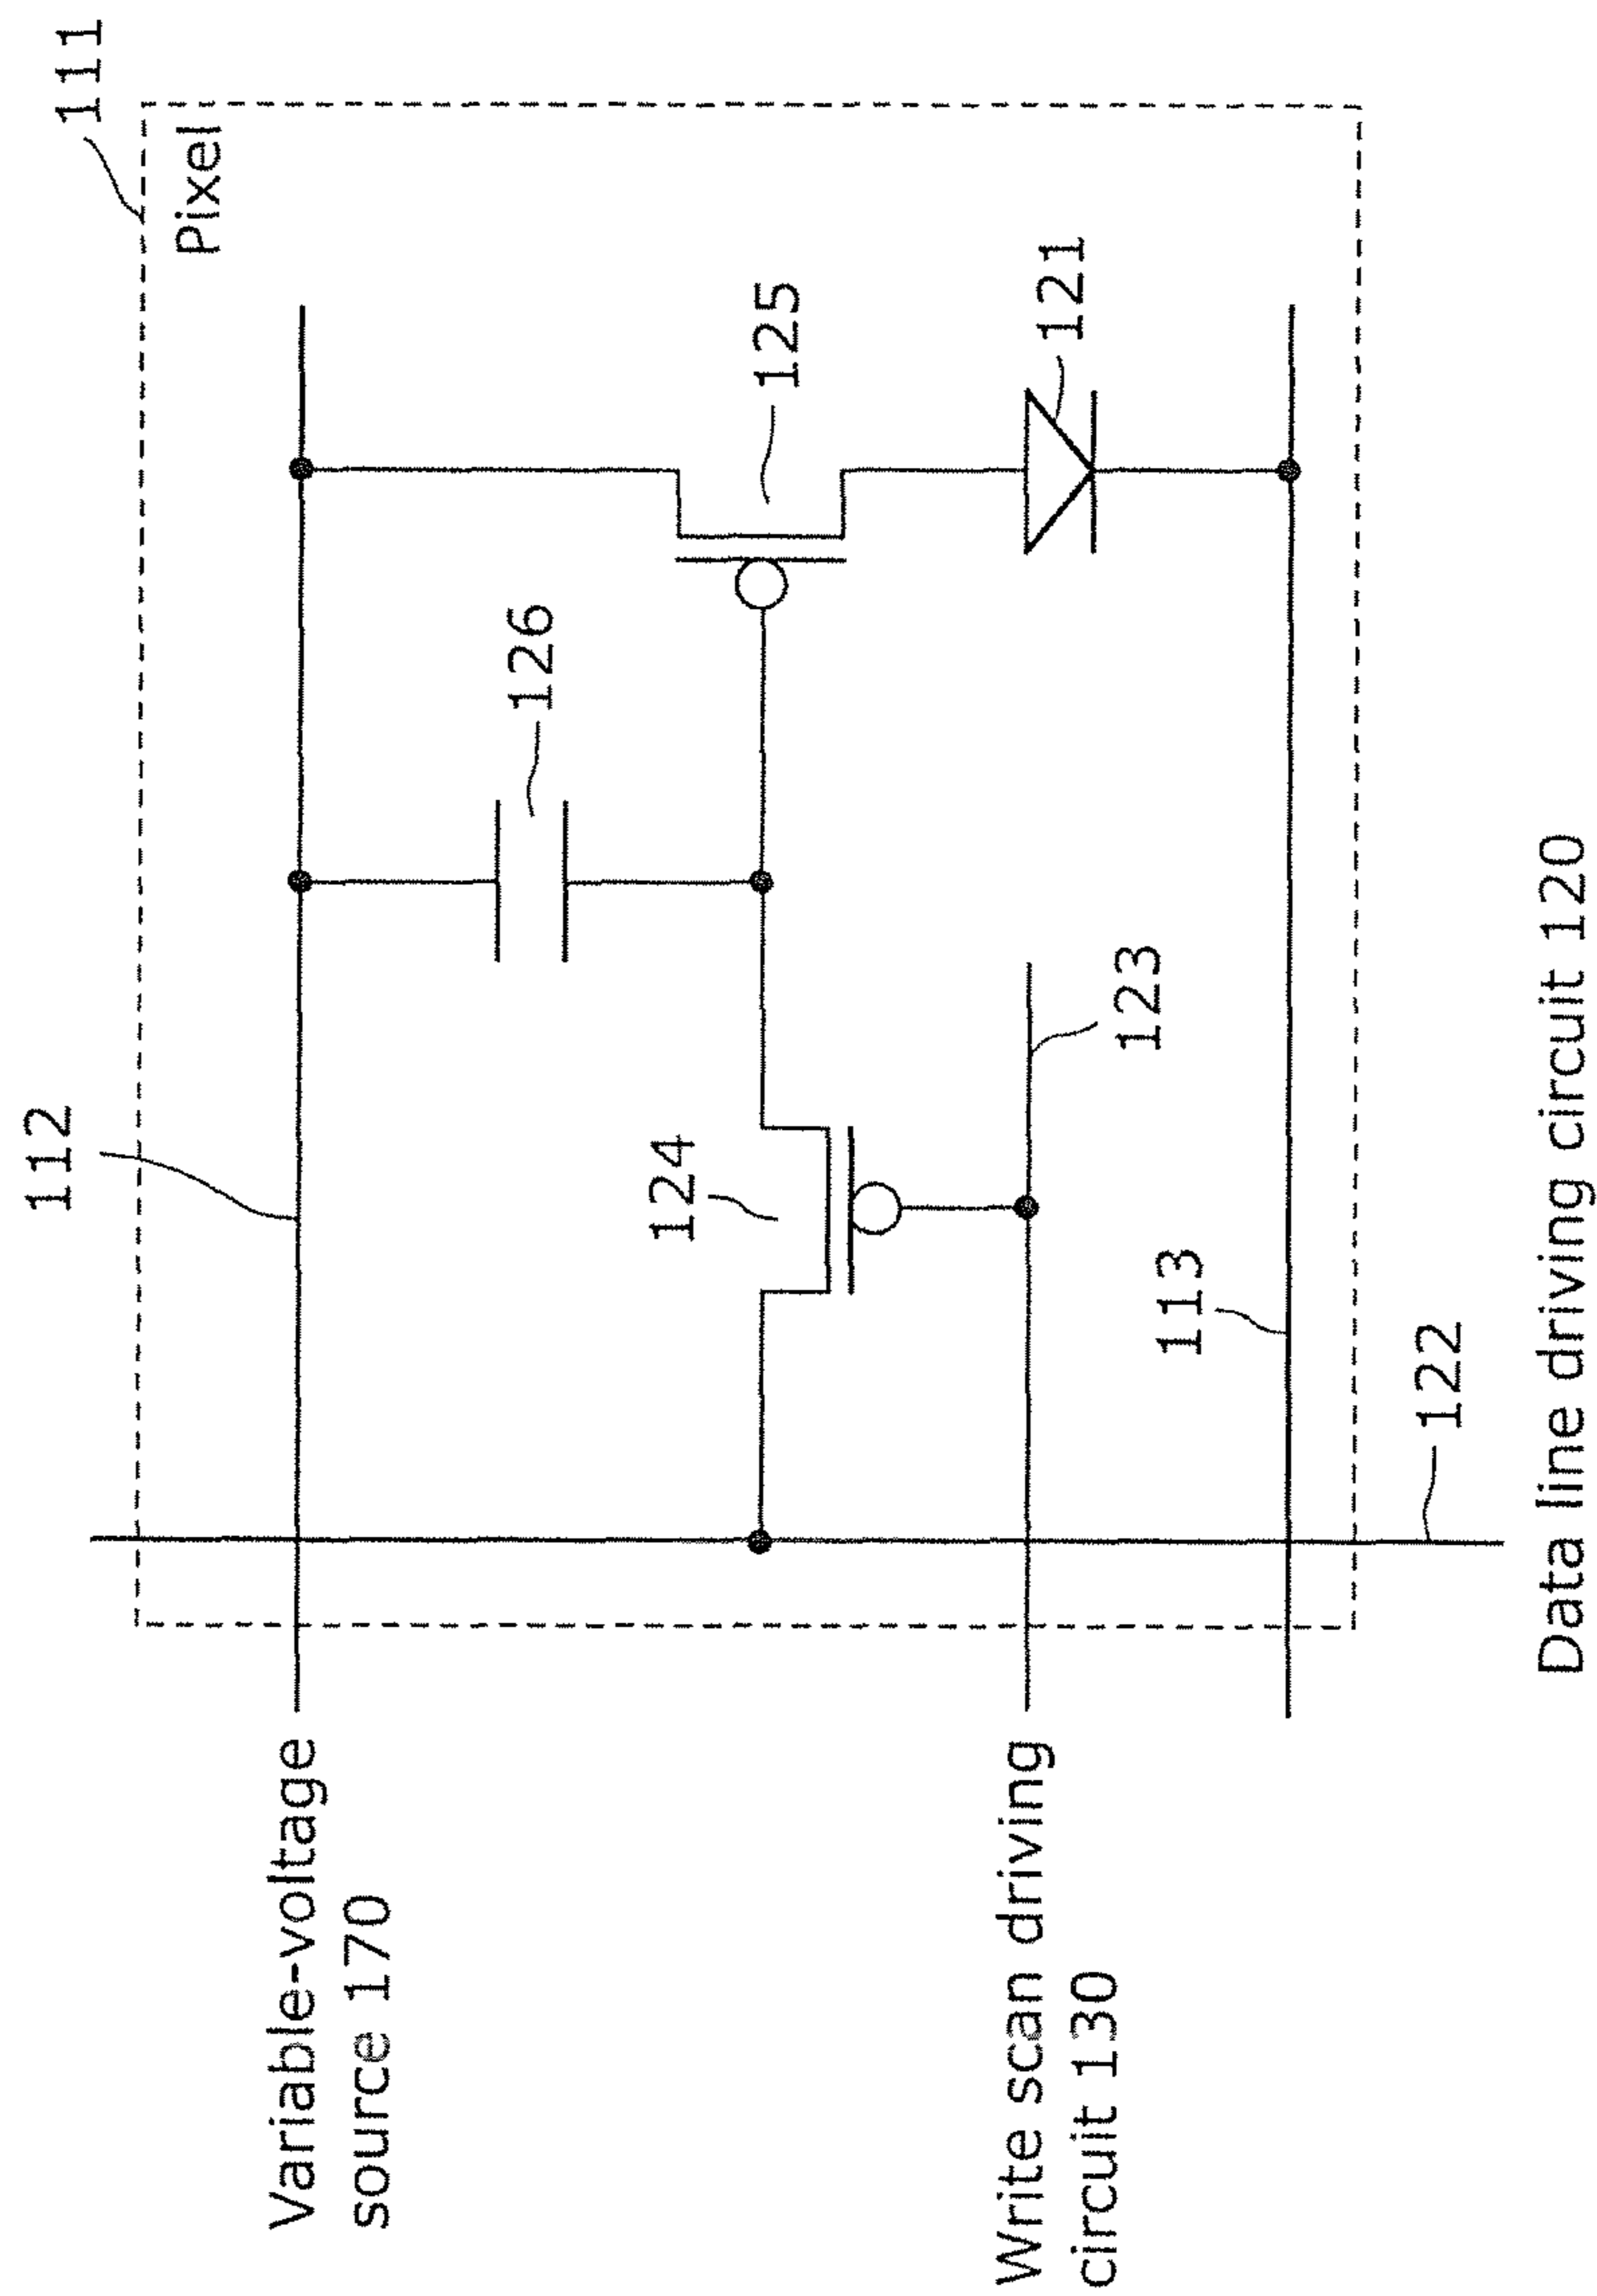 111
Pixel
112
125
126
121
124
123
113
122
Variable-voltage
source 170
Write scan driving
circuit 130
Data line driving circuit 120